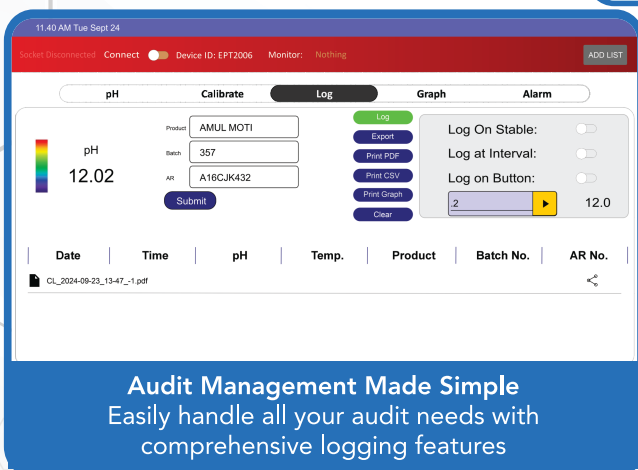 11.40 AM Tue Sept 24
Socket Disconnected Connect Device ID: EPT2006 Monitor: Nothing ADD LIST
pH Calibrate Log Graph Alarm
pH
12.02
Product AMUL MOTI
Batch 357
AR A16CJK432
Submit
Log
Export
Print PDF
Print CSV
Print Graph
Clear
Log On Stable:
Log at Interval:
Log on Button:
.2 12.0
Date Time pH Temp. Product Batch No. AR No.
CL_2024-09-23_13-47_-1.pdf
Audit Management Made Simple
Easily handle all your audit needs with
comprehensive logging features